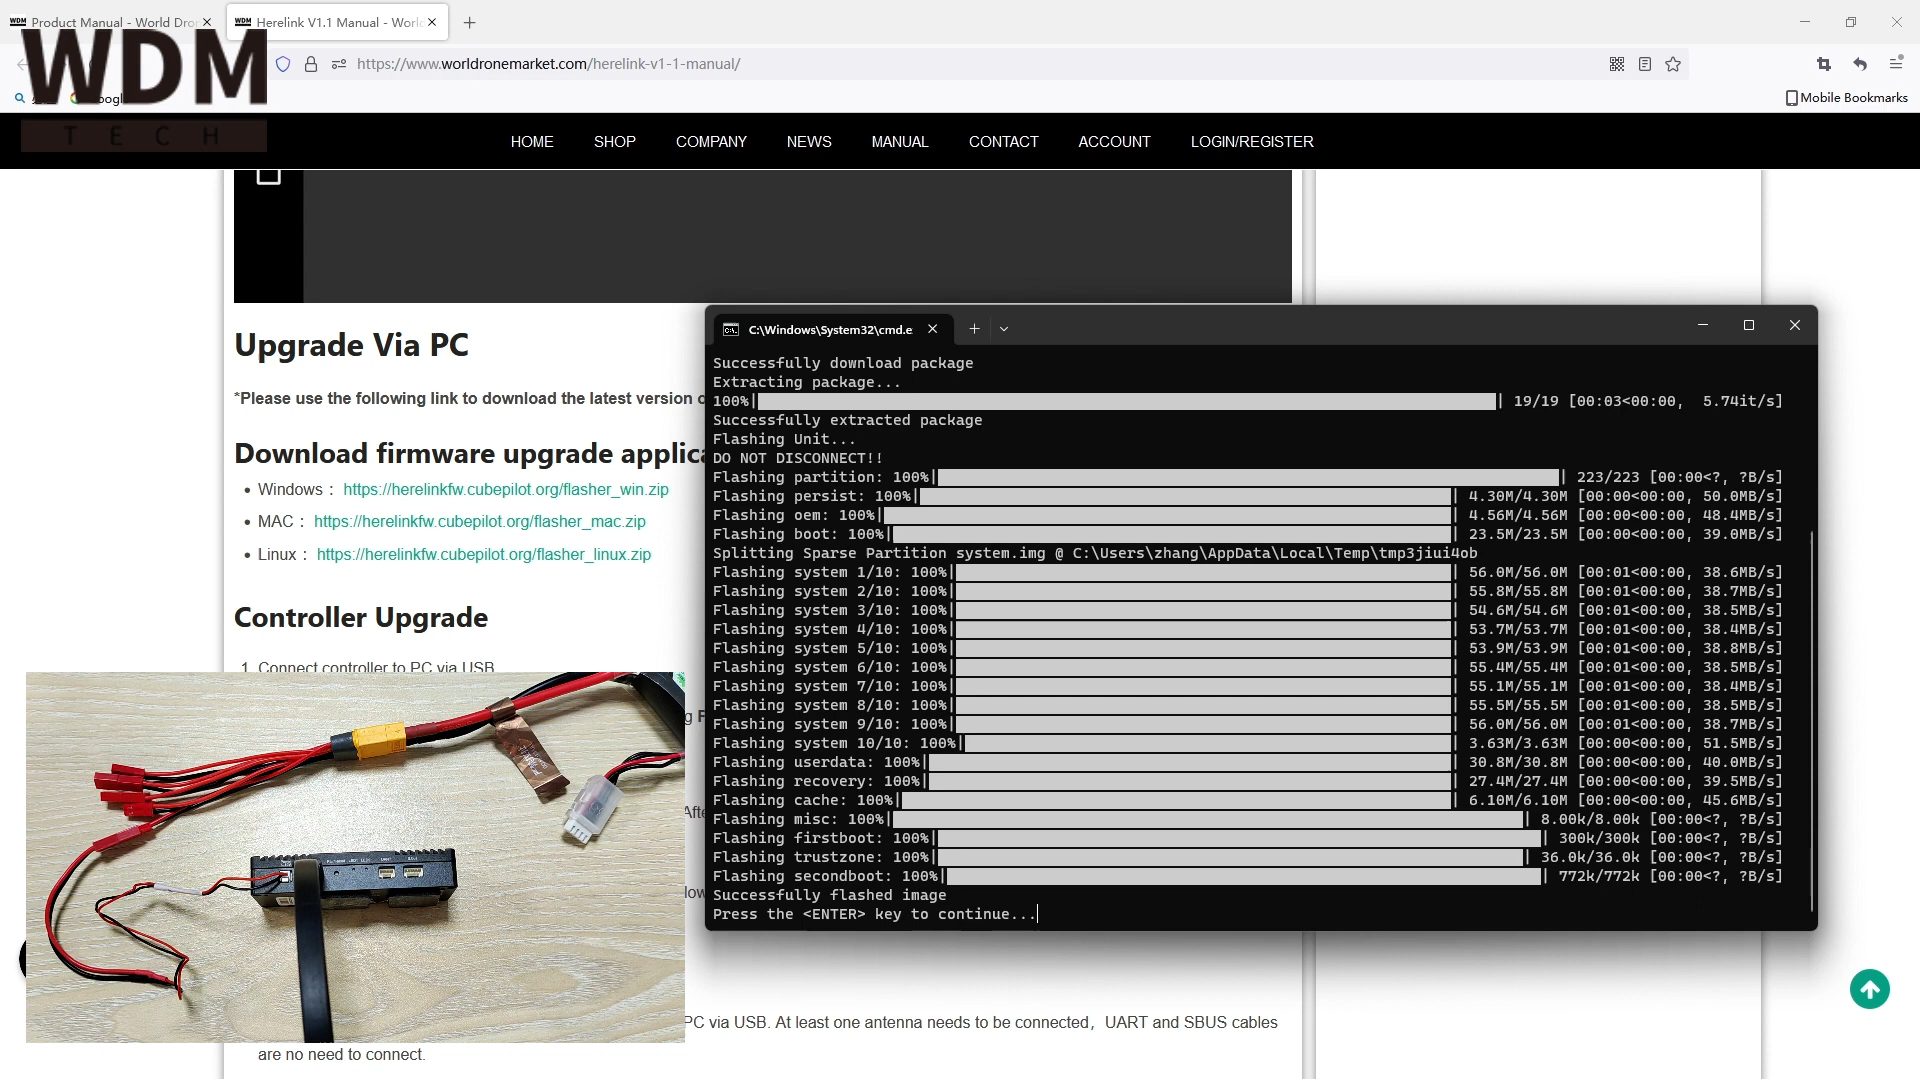 Product Manual - World Dron
Herelink V1.1 Manual - World
WDM
TECH
https://www.worldronemarket.com/herelink-v1-1-manual/
Mobile Bookmarks
HOME SHOP COMPANY NEWS MANUAL CONTACT ACCOUNT LOGIN/REGISTER
Upgrade Via PC
*Please use the following link to download the latest version o
Download firmware upgrade applica
Windows： https://herelinkfw.cubepilot.org/flasher_win.zip
MAC： https://herelinkfw.cubepilot.org/flasher_mac.zip
Linux： https://herelinkfw.cubepilot.org/flasher_linux.zip
Controller Upgrade
1. Connect controller to PC via USB
PC via USB. At least one antenna needs to be connected，UART and SBUS cables
are no need to connect.
C:\Windows\System32\cmd.e
Successfully download package
Extracting package...
100%| | 19/19 [00:03<00:00,  5.74it/s]
Successfully extracted package
Flashing Unit...
DO NOT DISCONNECT!!
Flashing partition: 100%| | 223/223 [00:00<?, ?B/s]
Flashing persist: 100%| | 4.30M/4.30M [00:00<00:00, 50.0MB/s]
Flashing oem: 100%| | 4.56M/4.56M [00:00<00:00, 48.4MB/s]
Flashing boot: 100%| | 23.5M/23.5M [00:00<00:00, 39.0MB/s]
Splitting Sparse Partition system.img @ C:\Users\zhang\AppData\Local\Temp\tmp3jiui4ob
Flashing system 1/10: 100%| | 56.0M/56.0M [00:01<00:00, 38.6MB/s]
Flashing system 2/10: 100%| | 55.8M/55.8M [00:01<00:00, 38.7MB/s]
Flashing system 3/10: 100%| | 54.6M/54.6M [00:01<00:00, 38.5MB/s]
Flashing system 4/10: 100%| | 53.7M/53.7M [00:01<00:00, 38.4MB/s]
Flashing system 5/10: 100%| | 53.9M/53.9M [00:01<00:00, 38.8MB/s]
Flashing system 6/10: 100%| | 55.4M/55.4M [00:01<00:00, 38.5MB/s]
Flashing system 7/10: 100%| | 55.1M/55.1M [00:01<00:00, 38.4MB/s]
Flashing system 8/10: 100%| | 55.5M/55.5M [00:01<00:00, 38.5MB/s]
Flashing system 9/10: 100%| | 56.0M/56.0M [00:01<00:00, 38.7MB/s]
Flashing system 10/10: 100%| | 3.63M/3.63M [00:00<00:00, 51.5MB/s]
Flashing userdata: 100%| | 30.8M/30.8M [00:00<00:00, 40.0MB/s]
Flashing recovery: 100%| | 27.4M/27.4M [00:00<00:00, 39.5MB/s]
Flashing cache: 100%| | 6.10M/6.10M [00:00<00:00, 45.6MB/s]
Flashing misc: 100%| | 8.00k/8.00k [00:00<?, ?B/s]
Flashing firstboot: 100%| | 300k/300k [00:00<?, ?B/s]
Flashing trustzone: 100%| | 36.0k/36.0k [00:00<?, ?B/s]
Flashing secondboot: 100%| | 772k/772k [00:00<?, ?B/s]
Successfully flashed image
Press the <ENTER> key to continue...